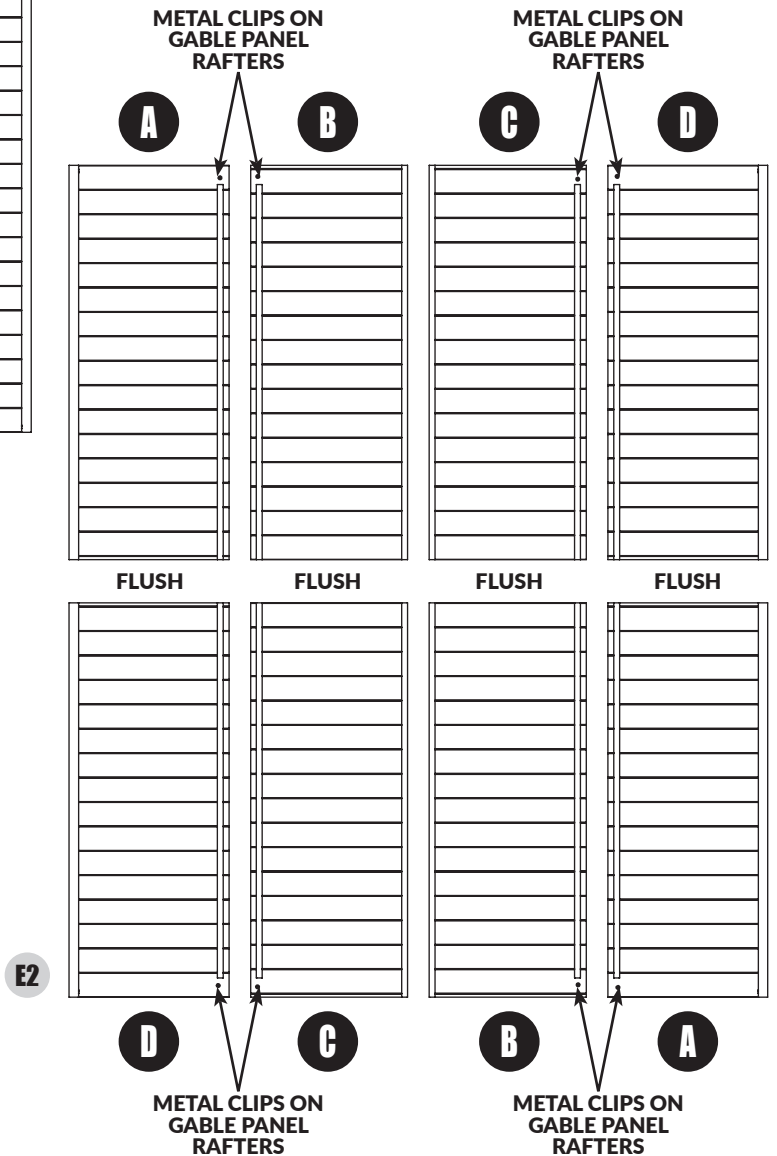 METAL CLIPS ON
GABLE PANEL
RAFTERS
METAL CLIPS ON
GABLE PANEL
RAFTERS
A B C D
FLUSH FLUSH FLUSH FLUSH
E2
D C B A
METAL CLIPS ON
GABLE PANEL
RAFTERS
METAL CLIPS ON
GABLE PANEL
RAFTERS